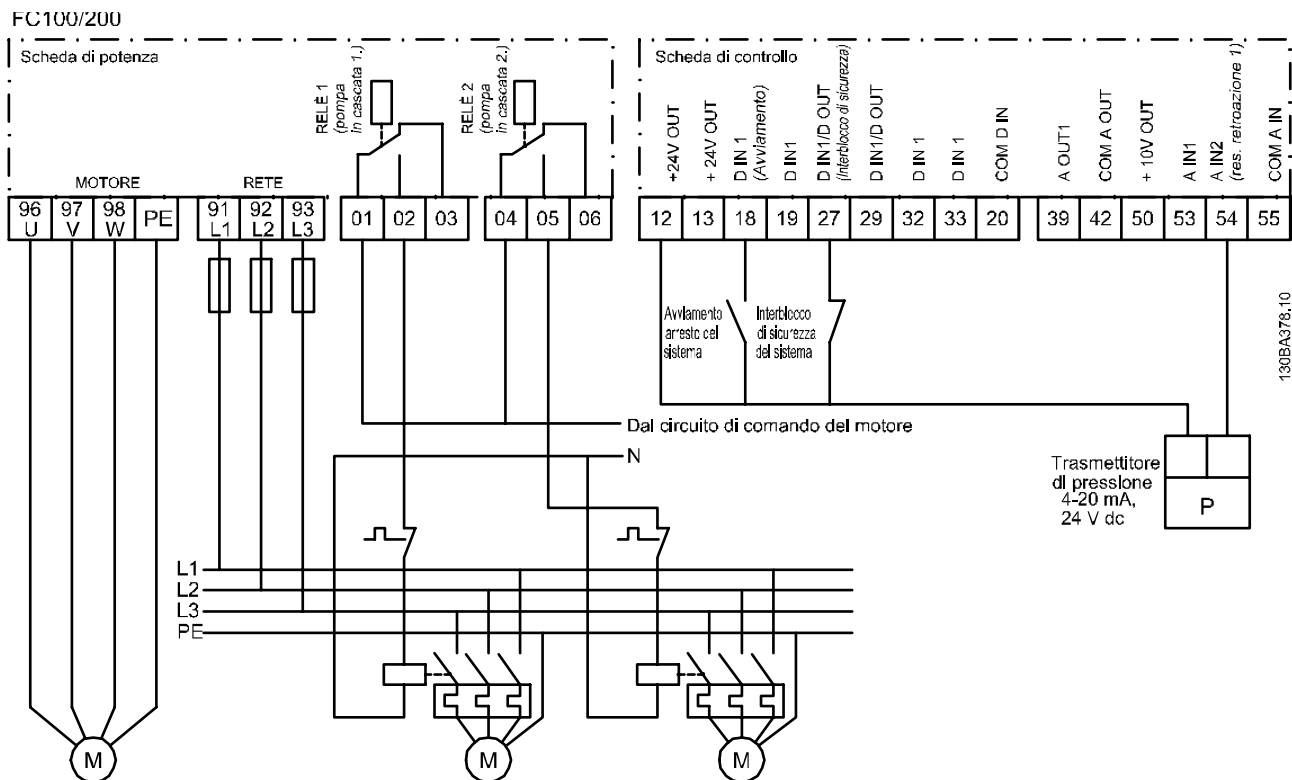 FC100/200
Scheda di potenza
RELÈ 1
(pompa
in cascata 1.)
RELÈ 2
(pompa
in cascata 2.)
MOTORE
RETE
96 97 98 PE
U V W
91 92 93
L1 L2 L3
01 02 03
04 05 06
Scheda di controllo
+24V OUT
+ 24V OUT
D IN 1
(Avviamento)
D IN1
D IN1/D OUT
(Interblocco di sicurezza)
D IN1/D OUT
D IN 1
D IN 1
COM D IN
A OUT1
COM A OUT
+ 10V OUT
A IN1
A IN2
(res. retroazione 1)
COM A IN
12 13 18 19 27 29 32 33 20
39 42 50 53 54 55
Avviamento
arresto del
sistema
Interblocco
di sicurezza
del sistema
130BA378.10
Dal circuito di comando del motore
N
Trasmettitore
di pressione
4-20 mA,
24 V dc
P
L1
L2
L3
PE
M
M
M